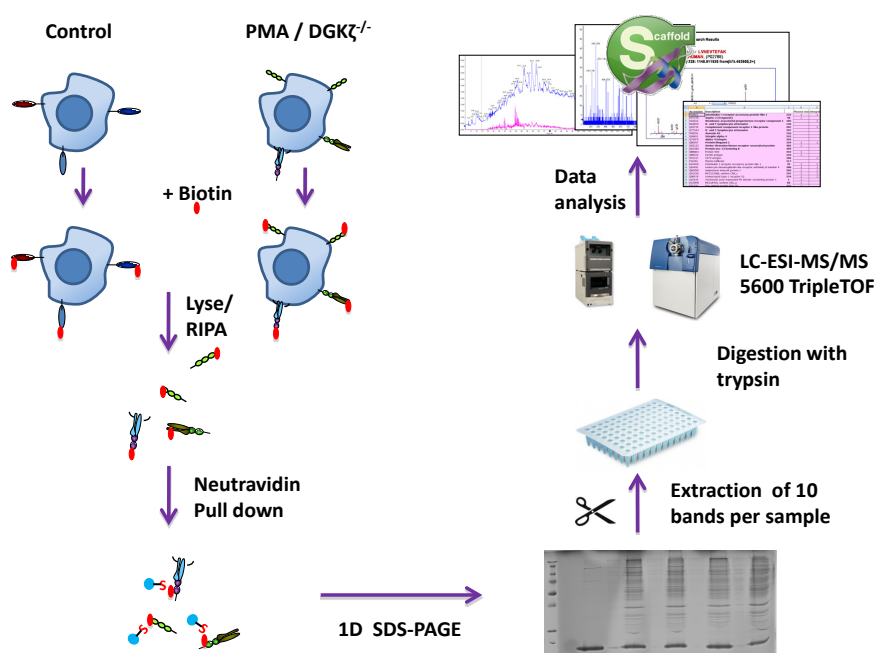 Control
PMA / DGKζ-/-
+ Biotin
Lyse/
RIPA
Neutravidin
Pull down
1D SDS-PAGE
Extraction of 10
bands per sample
Digestion with
trypsin
LC-ESI-MS/MS
5600 TripleTOF
Data
analysis
Scaffold